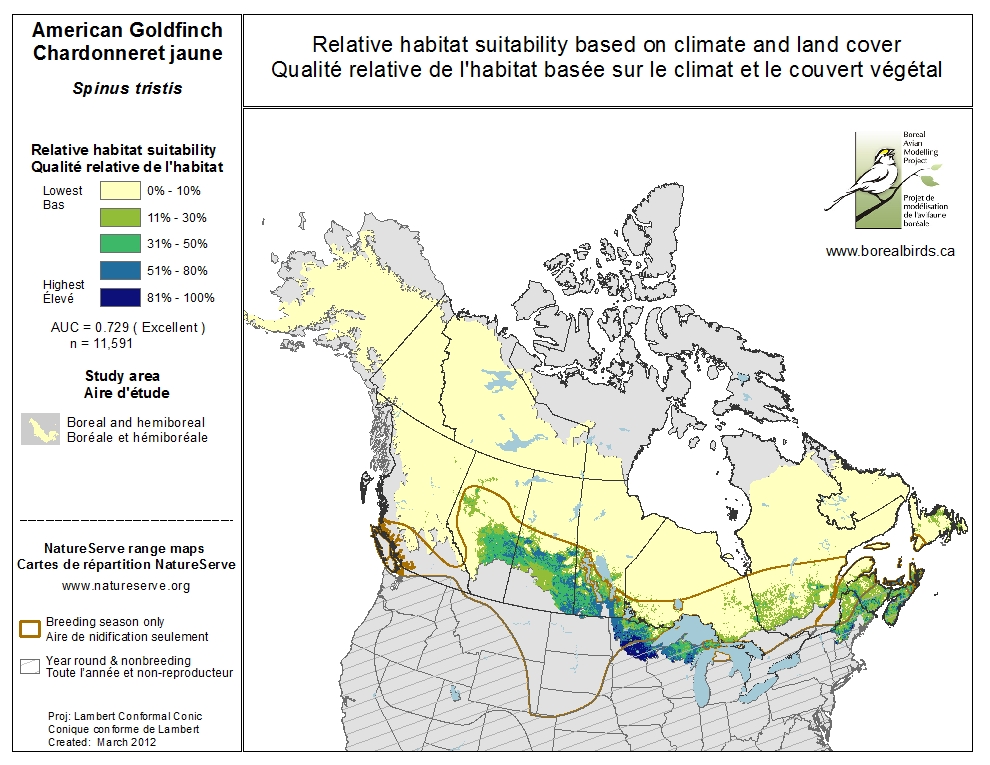 American Goldfinch
Chardonneret jaune
Spinus tristis
Relative habitat suitability based on climate and land cover
Qualité relative de l'habitat basée sur le climat et le couvert végétal
Relative habitat suitability
Qualité relative de l'habitat
Lowest
Bas
0% - 10%
11% - 30%
31% - 50%
51% - 80%
Highest
Élevé
81% - 100%
AUC = 0.729 ( Excellent )
n = 11,591
Study area
Aire d'étude
Boreal and hemiboreal
Boréale et hémiboréale
NatureServe range maps
Cartes de répartition NatureServe
www.natureserve.org
Breeding season only
Aire de nidification seulement
Year round & nonbreeding
Toute l'année et non-reproducteur
Proj: Lambert Conformal Conic
Conique conforme de Lambert
Created: March 2012
Boreal
Avian
Modelling
Project
Projet de
modélisation
de l'avifaune
boréale
www.borealbirds.ca